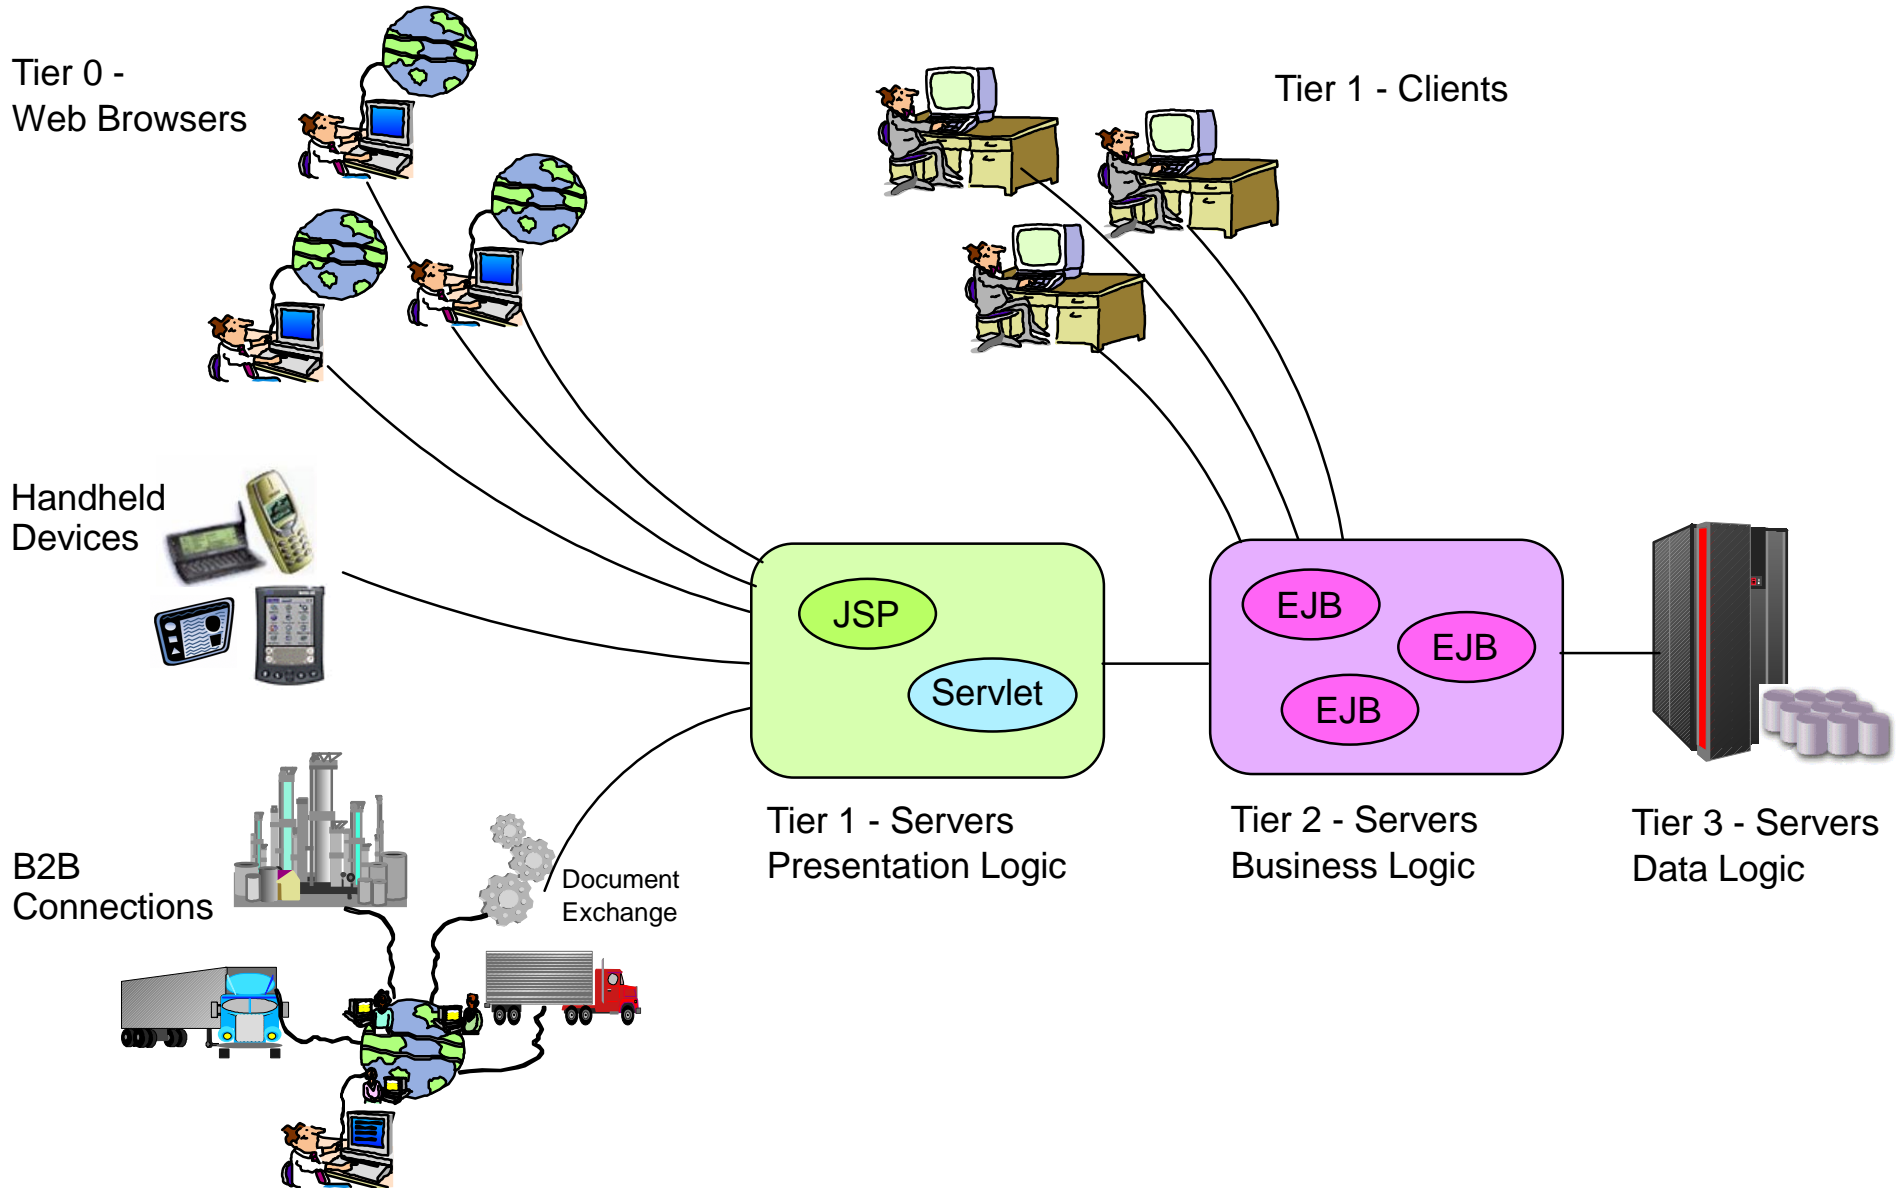 Tier 0 -
Web Browsers
Tier 1 - Clients
Handheld
Devices
JSP
Servlet
EJB
EJB
EJB
Tier 1 - Servers
Presentation Logic
Tier 2 - Servers
Business Logic
Tier 3 - Servers
Data Logic
B2B
Connections
Document
Exchange